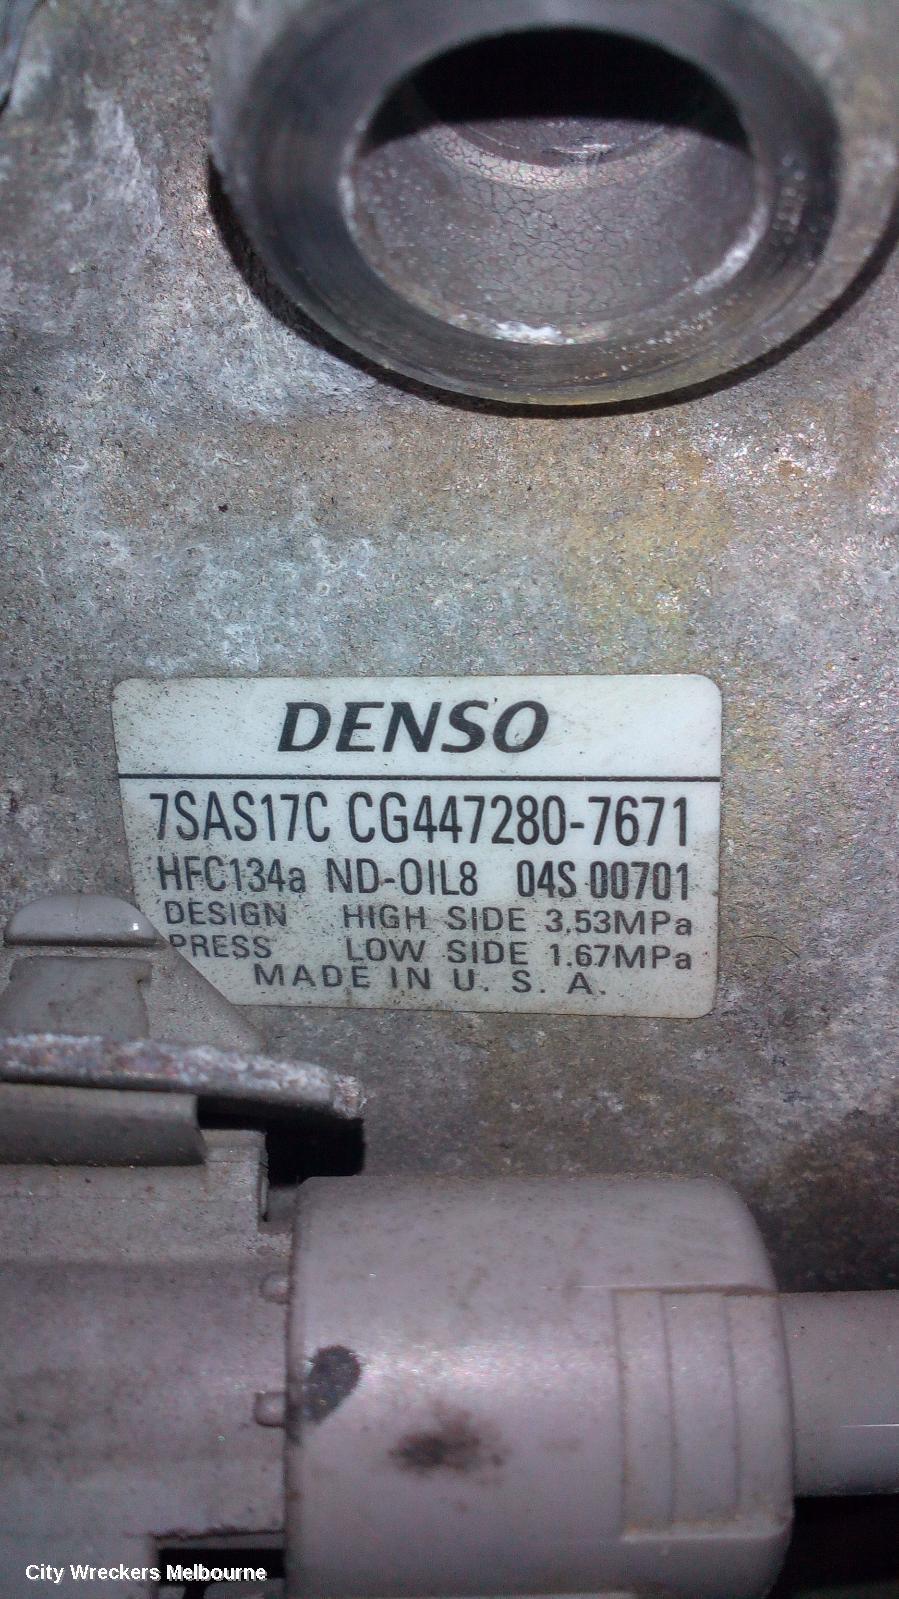 DENSO
7SAS17C CG447280-7671
HFC134a ND-OIL8 04S 00701
DESIGN HIGH SIDE 3.53MPa
PRESS LOW SIDE 1.67MPa
MADE IN U. S. A.
City Wreckers Melbourne